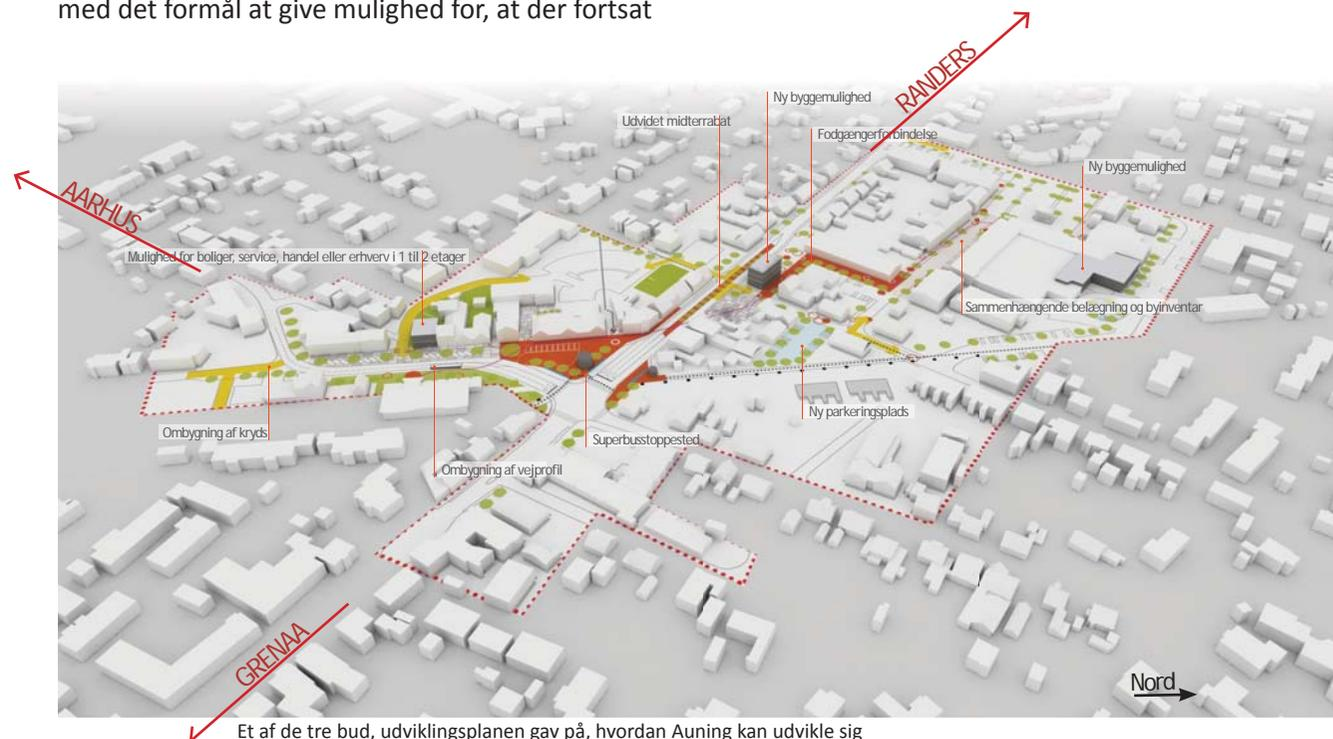 med det formål at give mulighed for, at der fortsat
RANDERS
Ny byggemulighed
Udvidet midterrabat
Fodgængerforbindelse
Ny byggemulighed
AARHUS
Mulighed for boliger, service, handel eller erhverv i 1 til 2 etager
Sammenhængende belægning og byinventar
Ny parkeringsplads
Ombygning af kryds
Superbusstoppested
Ombygning af vejprofil
GRENAA
Nord
Et af de tre bud, udviklingsplanen gav på, hvordan Auning kan udvikle sig